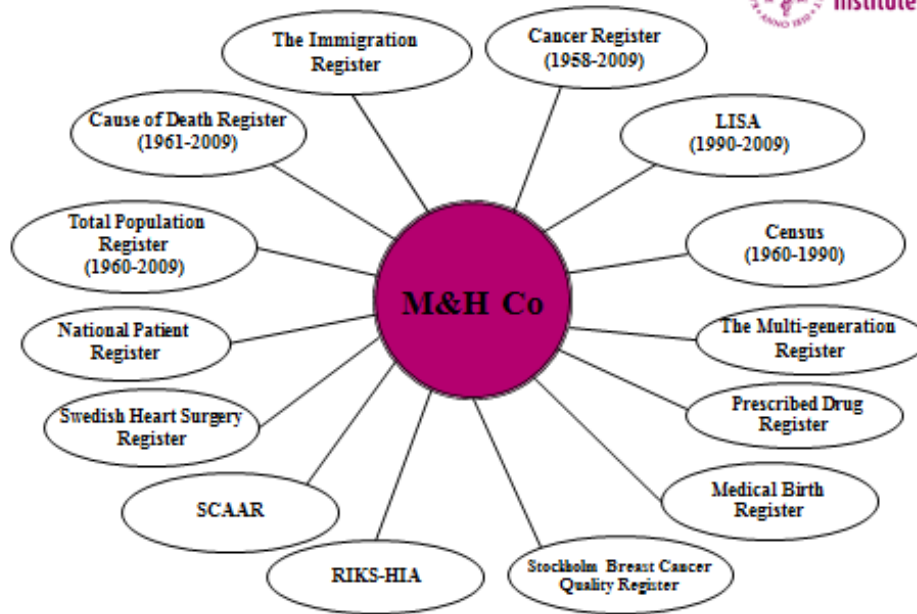 Institute
ANNO 1810
The Immigration
Register
Cancer Register
(1958-2009)
Cause of Death Register
(1961-2009)
LISA
(1990-2009)
Total Population
Register
(1960-2009)
Census
(1960-1990)
M&H Co
National Patient
Register
The Multi-generation
Register
Swedish Heart Surgery
Register
Prescribed Drug
Register
SCAAR
Medical Birth
Register
RIKS-HIA
Stockholm Breast Cancer
Quality Register